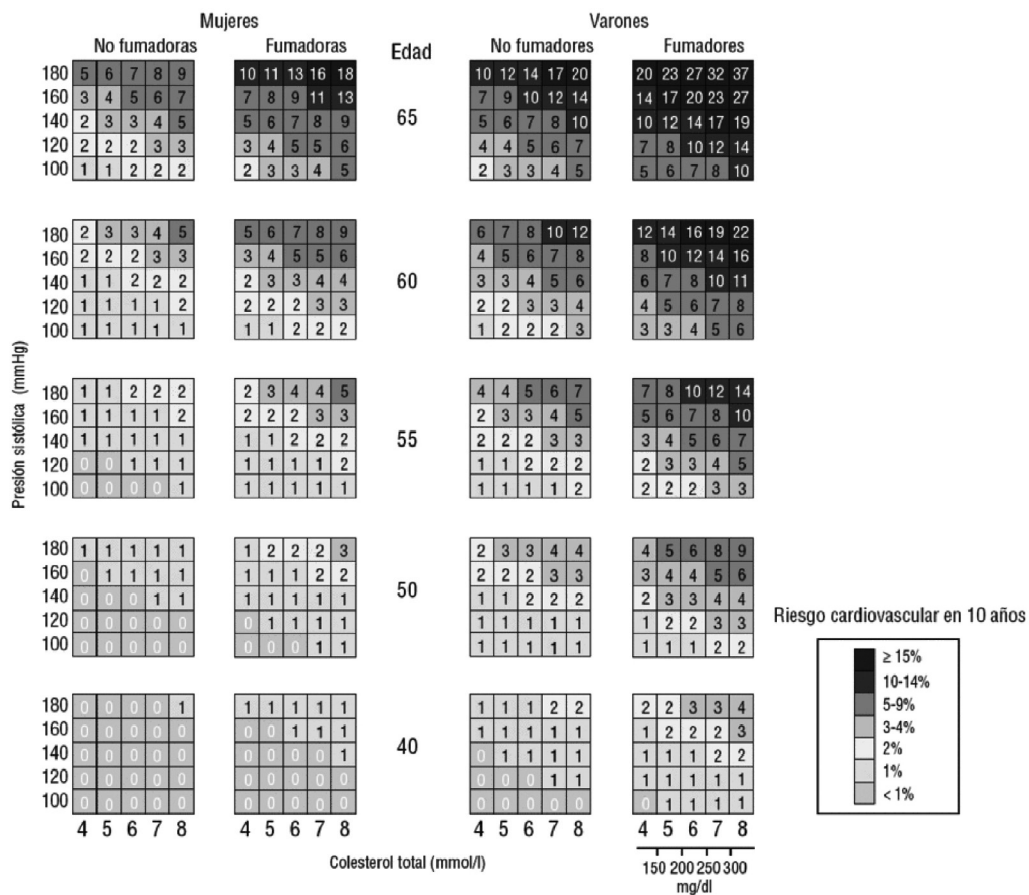 Mujeres Varones
No fumadoras Fumadoras Edad No fumadores Fumadores
180 5 6 7 8 9 10 11 13 16 18 10 12 14 17 20 20 23 27 32 37
160 3 4 5 6 7 7 8 9 11 13 7 9 10 12 14 14 17 20 23 27
140 2 3 3 4 5 5 6 7 8 9 65 5 6 7 8 10 10 12 14 17 19
120 2 2 2 3 3 3 4 5 5 6 4 4 5 6 7 7 8 10 12 14
100 1 1 2 2 2 2 3 3 4 5 2 3 3 4 5 5 6 7 8 10
180 2 3 3 4 5 5 6 7 8 9 6 7 8 10 12 12 14 16 19 22
160 2 2 2 3 3 3 4 5 5 6 4 5 6 7 8 8 10 12 14 16
140 1 1 2 2 2 2 3 3 4 4 60 3 3 4 5 6 6 7 8 10 11
120 1 1 1 1 2 2 2 2 3 3 2 2 3 3 4 4 5 6 7 8
100 1 1 1 1 1 1 1 2 2 2 1 2 2 2 3 3 3 4 5 6
180 1 1 2 2 2 2 3 4 4 5 4 4 5 6 7 7 8 10 12 14
160 1 1 1 1 2 2 2 2 3 3 2 3 3 4 5 5 6 7 8 10
140 1 1 1 1 1 1 1 2 2 2 55 2 2 2 3 3 3 4 5 6 7
120 0 0 1 1 1 1 1 1 1 2 1 1 2 2 2 2 3 3 4 5
100 0 0 0 0 1 1 1 1 1 1 1 1 1 1 2 2 2 2 3 3
180 1 1 1 1 1 1 2 2 2 3 2 3 3 4 4 4 5 6 8 9
160 0 1 1 1 1 1 1 1 2 2 2 2 2 3 3 3 4 4 5 6
140 0 0 0 1 1 1 1 1 1 1 50 1 1 2 2 2 2 3 3 4 4
120 0 0 0 0 0 0 1 1 1 1 1 1 1 1 1 1 2 2 3 3
100 0 0 0 0 0 0 0 0 1 1 1 1 1 1 1 1 1 1 2 2
180 0 0 0 0 1 1 1 1 1 1 1 1 1 2 2 2 2 3 3 4
160 0 0 0 0 0 0 0 1 1 1 1 1 1 1 1 1 2 2 2 3
140 0 0 0 0 0 0 0 0 0 1 40 0 1 1 1 1 1 1 1 2 2
120 0 0 0 0 0 0 0 0 0 0 0 0 0 1 1 1 1 1 1 1
100 0 0 0 0 0 0 0 0 0 0 0 0 0 0 0 0 1 1 1 1
4 5 6 7 8 4 5 6 7 8 4 5 6 7 8 4 5 6 7 8
Presión sistólica (mmHg)
Colesterol total (mmol/l)
150 200 250 300
mg/dl
Riesgo cardiovascular en 10 años
≥ 15%
10-14%
5-9%
3-4%
2%
1%
< 1%